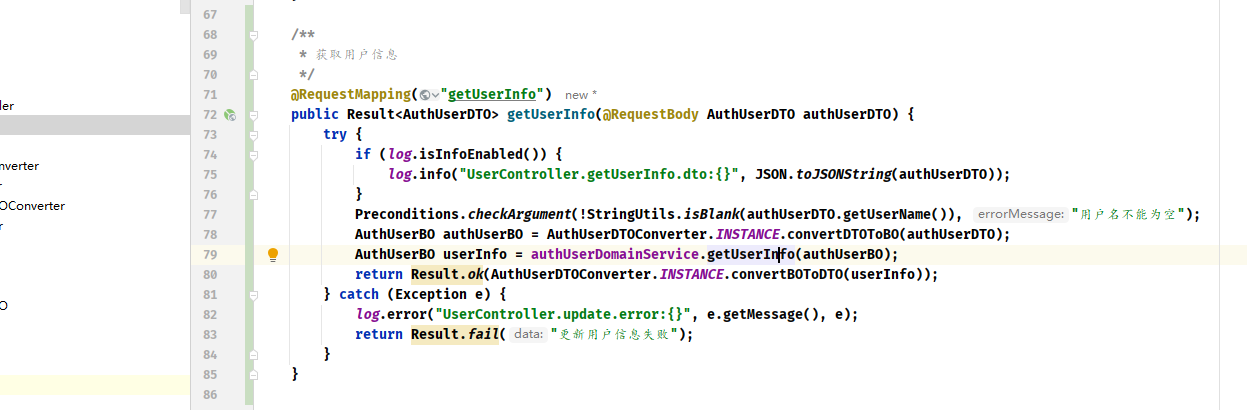 67
68 /**
69 * 获取用户信息
70 */
71 @RequestMapping("getUserInfo") new *
72 public Result<AuthUserDTO> getUserInfo(@RequestBody AuthUserDTO authUserDTO) {
73 try {
74 if (log.isInfoEnabled()) {
75 log.info("UserController.getUserInfo.dto:{}", JSON.toJSONString(authUserDTO));
76 }
77 Preconditions.checkArgument(!StringUtils.isBlank(authUserDTO.getUserName()), errorMessage: "用户名不能为空");
78 AuthUserBO authUserBO = AuthUserDTOConverter.INSTANCE.convertDTOToBO(authUserDTO);
79 AuthUserBO userInfo = authUserDomainService.getUserInfo(authUserBO);
80 return Result.ok(AuthUserDTOConverter.INSTANCE.convertBOToDTO(userInfo));
81 } catch (Exception e) {
82 log.error("UserController.update.error:{}", e.getMessage(), e);
83 return Result.fail( data: "更新用户信息失败");
84 }
85 }
86
ler
nverter
r
OConverter
r
O